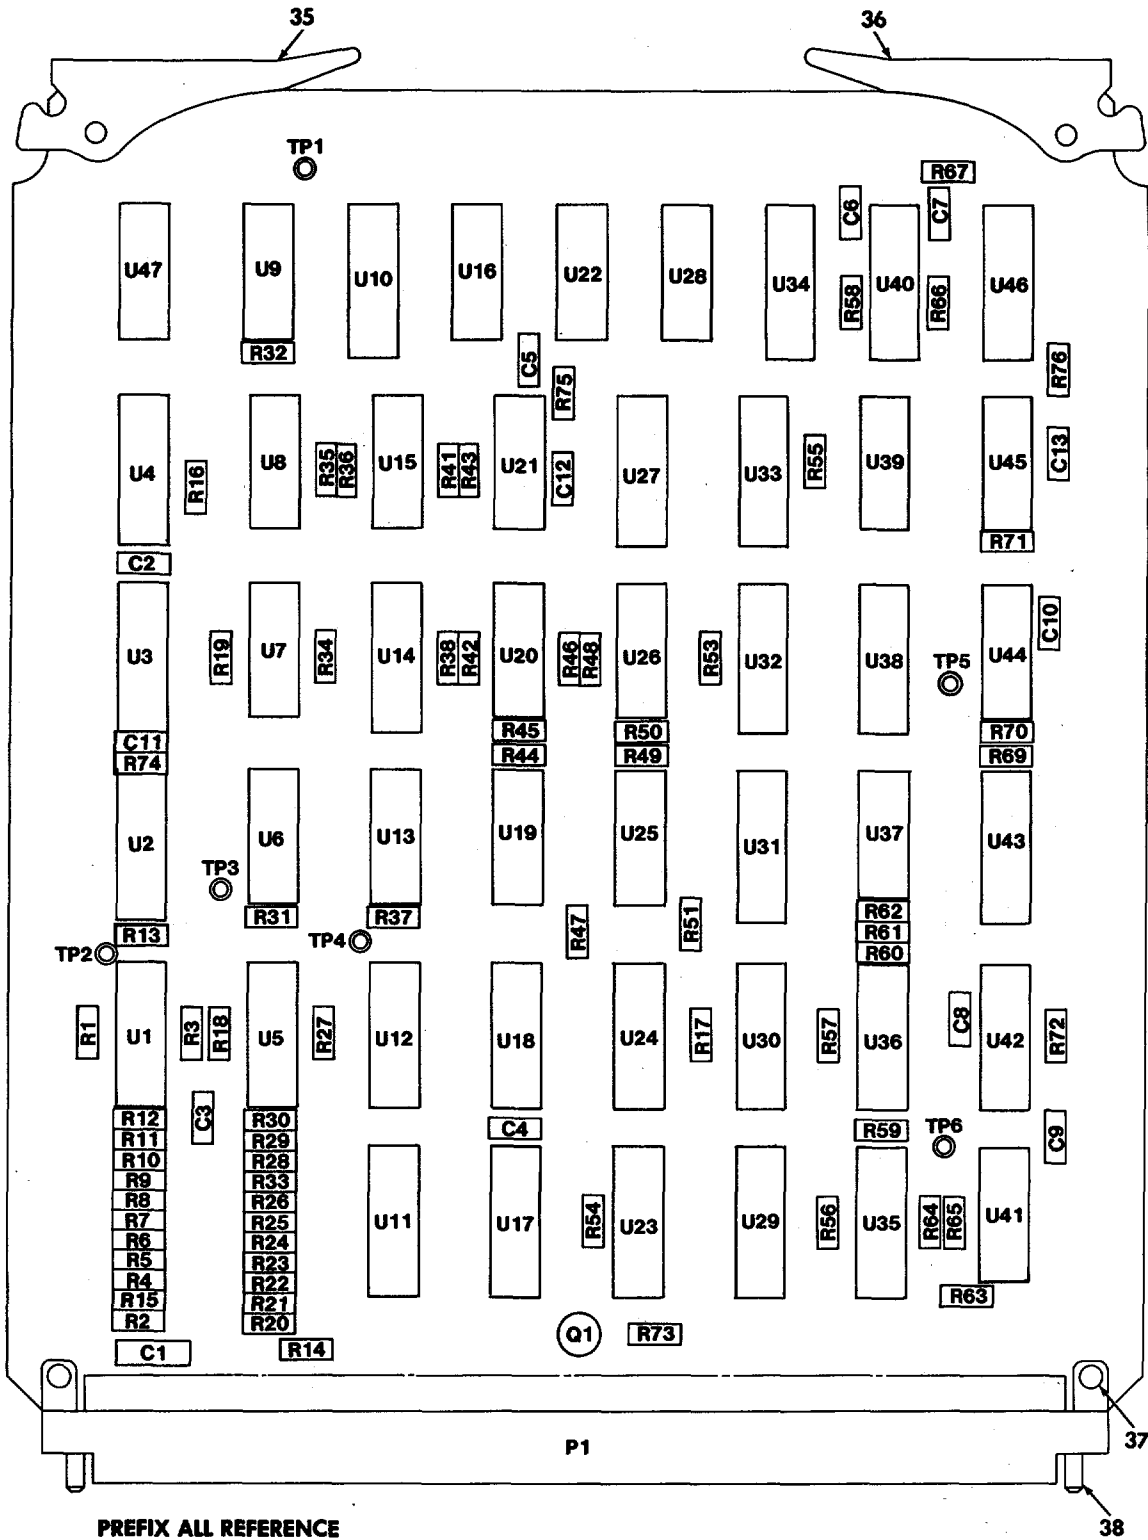 35 36
TP1
R67
C6 C7
U47 U9 U10 U16 U22 U28 U34 U40 U46
R58 R66
R32 C5 R75 R76
U4 R16 U8 R35 R36 U15 R41 R43 U21 C12 U27 U33 R55 U39 U45 C13
R71
C2
C10
U3 R19 U7 R34 U14 R38 R42 U20 R46 R48 U26 R53 U32 U38 TP5 U44
C11 R45 R50 R70
R74 R44 R49 R69
U2 U6 U13 U19 U25 U31 U37 U43
TP3
R31 R37 R47 R51 R62
R13 R61
TP2 TP4 R60
R1 U1 R3 R18 U5 R27 U12 U18 U24 R17 U30 R57 U36 C8 U42 R72
C3
R12 R30 C4 R59 TP6 C9
R11 R29
R10 R28
R9 R33
R8 R26
R7 R25 U11 U17 R54 U23 U29 R56 U35 R64 R65 U41
R6 R24
R5 R23
R4 R22
R15 R21 R63
R2 R20
C1 R14 Q1 R73
P1
37
38
PREFIX ALL REFERENCE